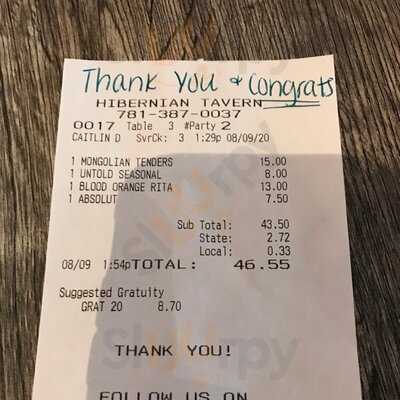 Thank You & Congrats
HIBERNIAN TAVERN
781-387-0037
0017 Table 3 #Party 2
CAITLIN D SvrCk: 3 1:29p 08/09/20
1 MONGOLIAN TENDERS 15.00
1 UNTOLD SEASONAL 8.00
1 BLOOD ORANGE RITA 13.00
1 ABSOLUT 7.50
Sub Total: 43.50
State: 2.72
Local: 0.33
08/09 1:54pTOTAL: 46.55
Suggested Gratuity
GRAT 20 8.70
THANK YOU!
FOLLOW US ON